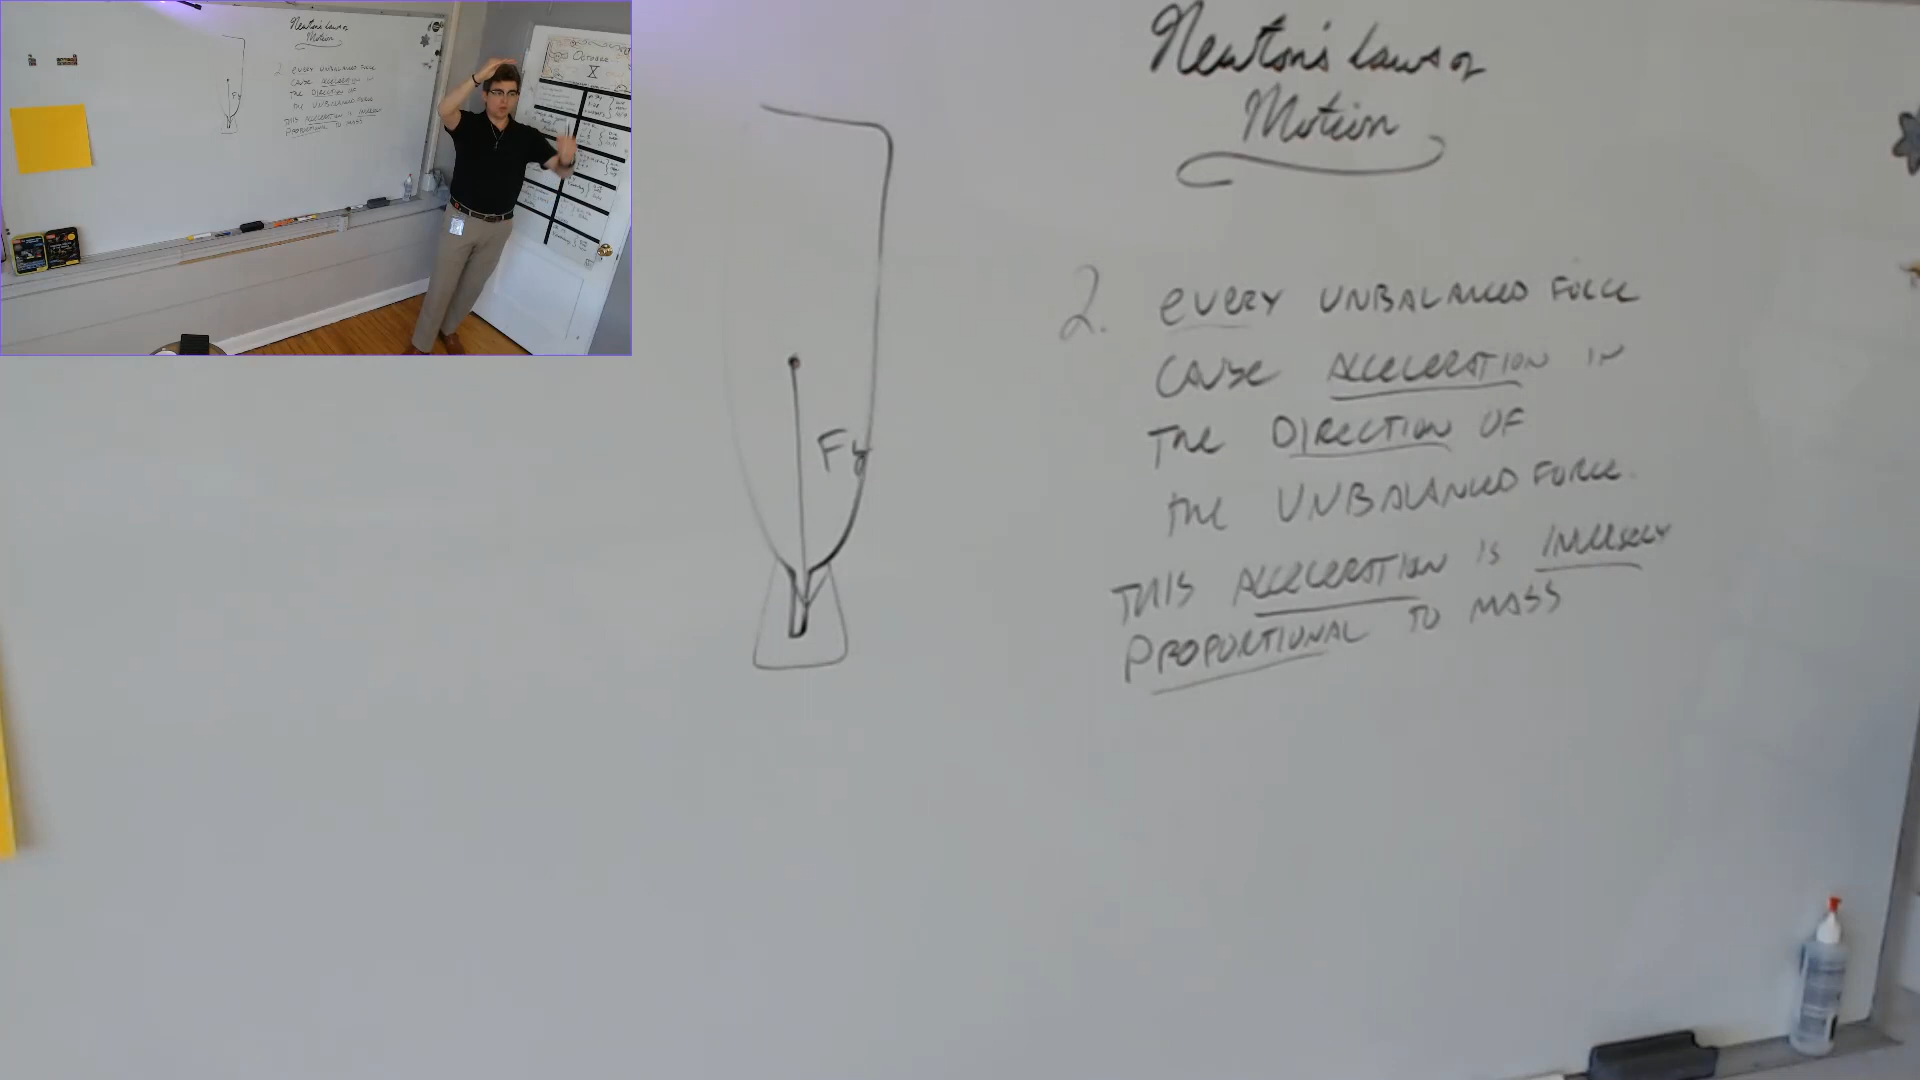 Newton's Laws of
Motion
2. EVERY UNBALANCED FORCE
CAUSE ACCELERATION IN
THE DIRECTION OF
THE UNBALANCED FORCE.
THIS ACCELERATION IS INVERSELY
PROPORTIONAL TO MASS
Fg
October
X